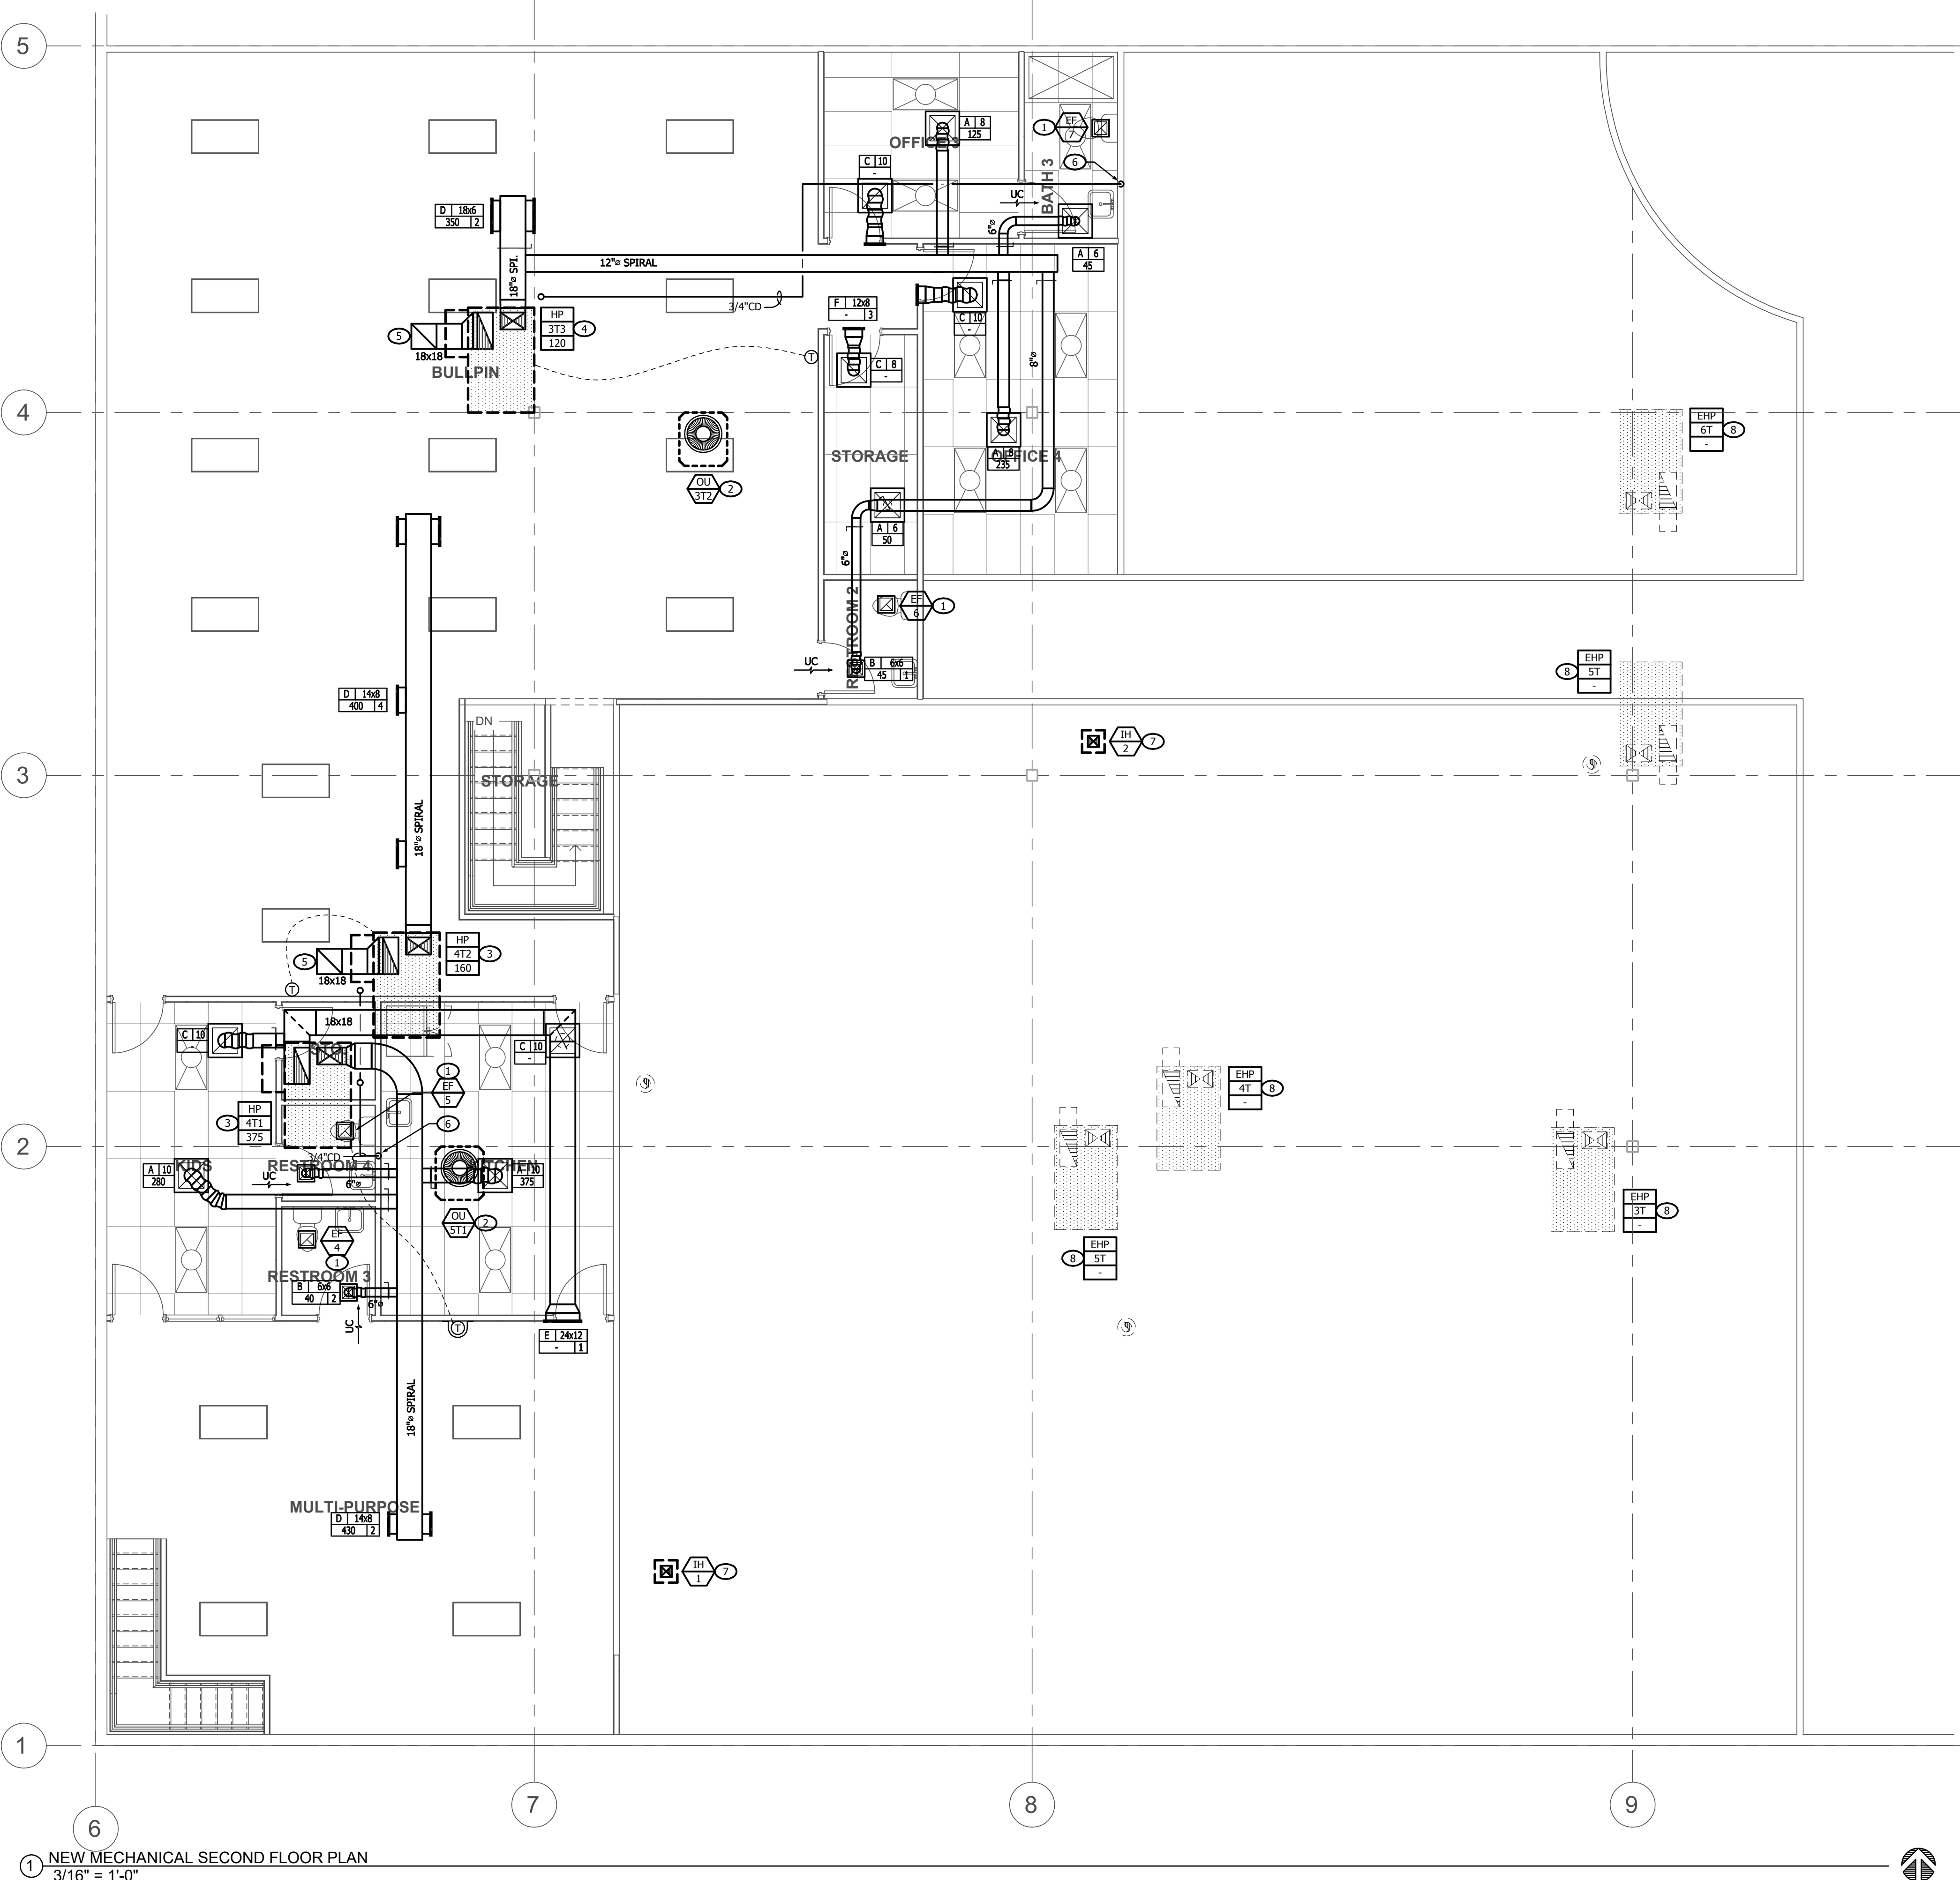 5
A 8
125
EF
7
1
OFFICE 3
C 10
-
6
BATH 3
UC
D 18x6
350 2
6"⌀
A 6
45
18"⌀ SPI.
12"⌀ SPIRAL
3/4"CD
F 12x8
- 3
C 10
-
HP
3T3
120
4
5
18x18
BULLPIN
T
C 8
-
8"⌀
4
EHP
6T
-
8
STORAGE
OFFICE 4
A 8
235
OU
3T2
2
A 6
50
6"⌀
RESTROOM 2
EF
6
1
UC
B 6x6
45 1
EHP
5T
-
8
D 14x8
400 4
DN
IH
2
7
3
STORAGE
18"⌀ SPIRAL
HP
4T2
160
3
5
18x18
T
18x18
C 10
-
C 10
-
STO.
1
EF
5
EHP
4T
-
8
HP
4T1
375
3
6
2
3/4"CD
KIDS
RESTROOM 4
KITCHEN
A 10
280
UC
6"⌀
A 10
375
EHP
3T
-
8
OU
5T1
2
EF
4
1
EHP
5T
-
8
RESTROOM 3
B 6x6
40 2
6"⌀
UC
T
E 24x12
- 1
18"⌀ SPIRAL
MULTI-PURPOSE
D 14x8
430 2
IH
1
7
1
7
8
9
6
1
NEW MECHANICAL SECOND FLOOR PLAN
3/16" = 1'-0"